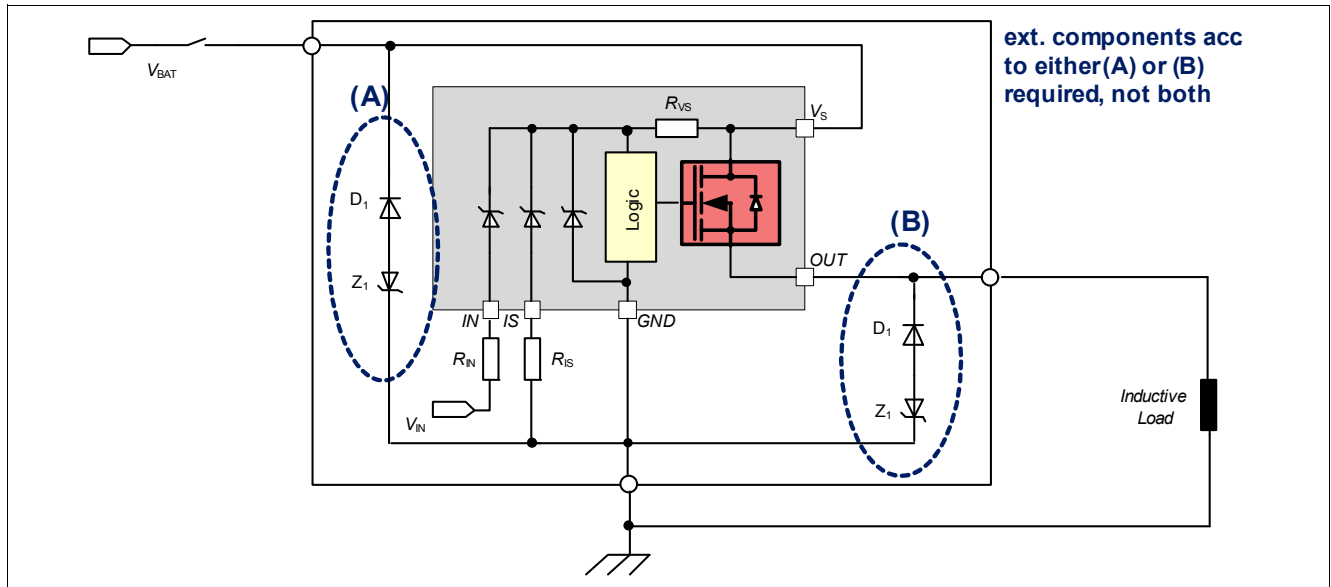 ext. components acc
to either (A) or (B)
required, not both
VBAT
(A)
RVS
VS
D1
Z1
Logic
(B)
OUT
IN
IS
GND
D1
Z1
RIN
RIS
VIN
Inductive
Load